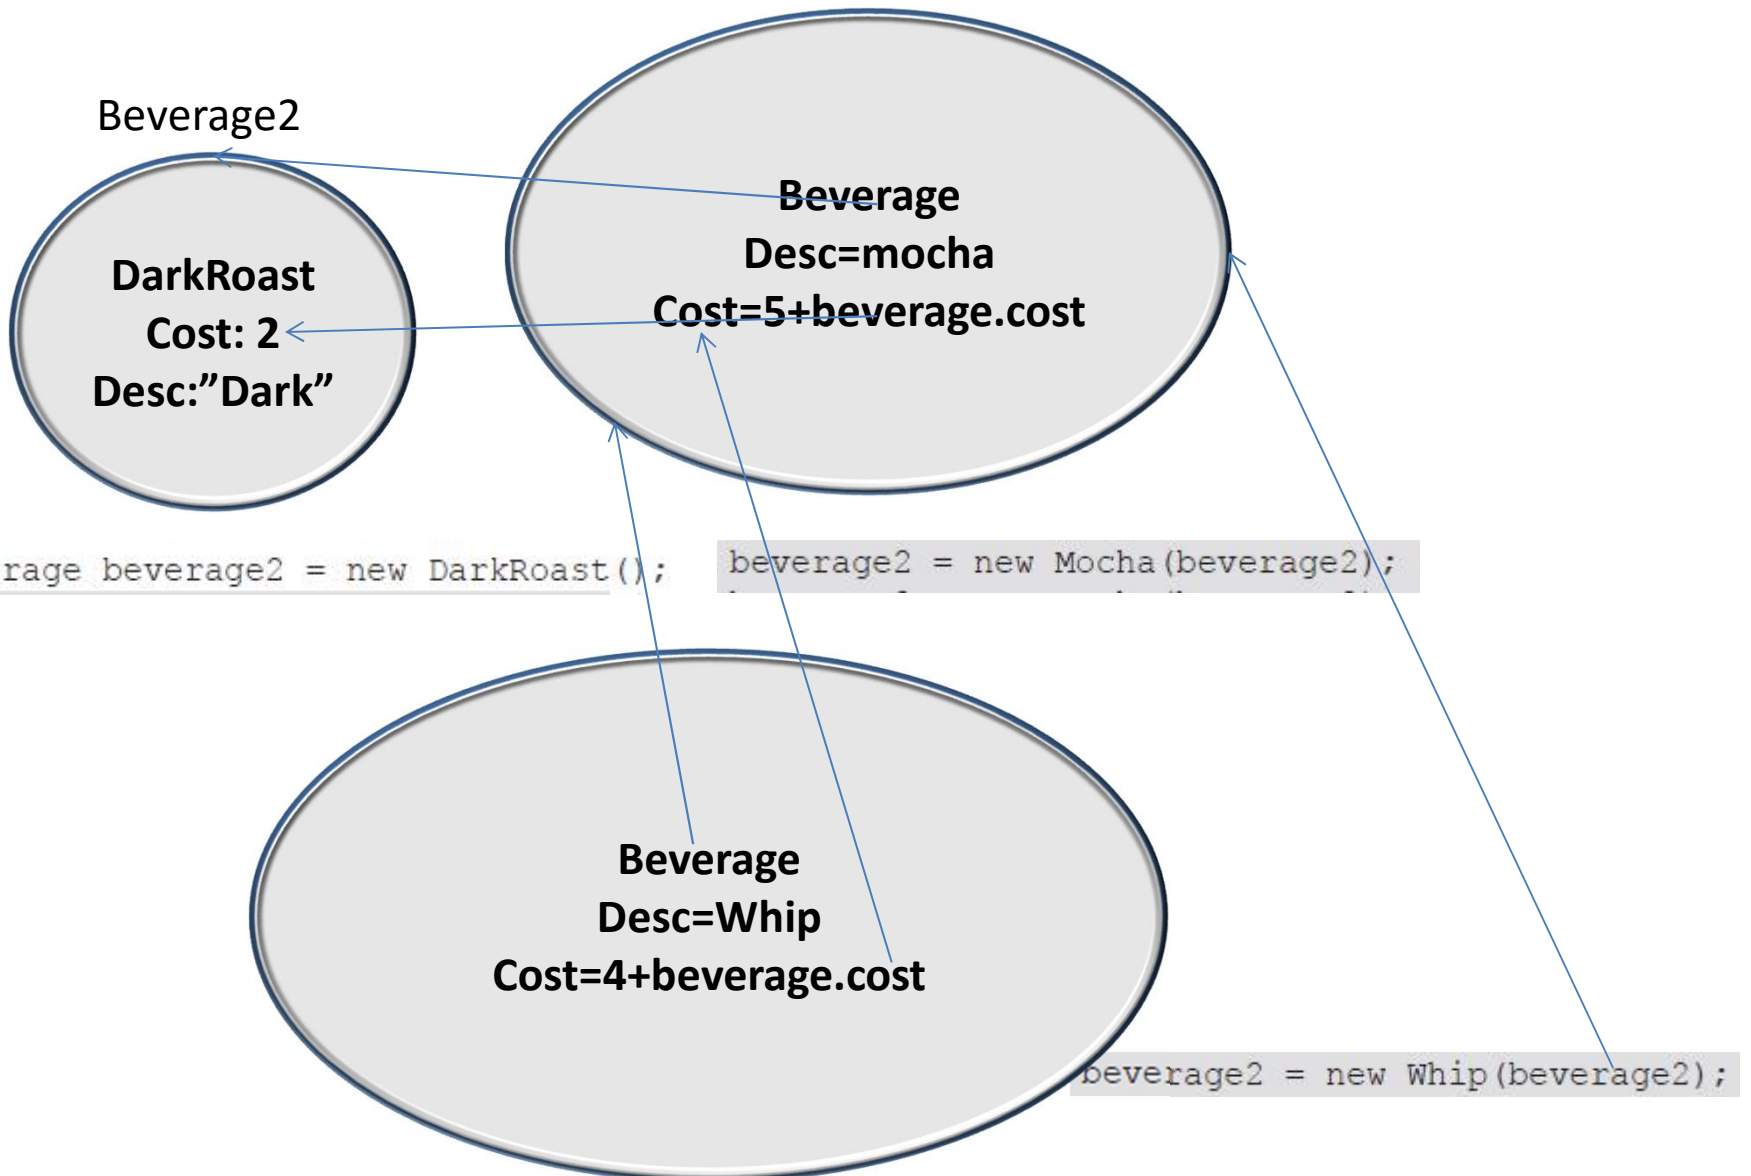 Beverage2
DarkRoast
Cost: 2
Desc:”Dark”
Beverage
Desc=mocha
Cost=5+beverage.cost
rage beverage2 = new DarkRoast();
beverage2 = new Mocha(beverage2);
Beverage
Desc=Whip
Cost=4+beverage.cost
beverage2 = new Whip(beverage2);